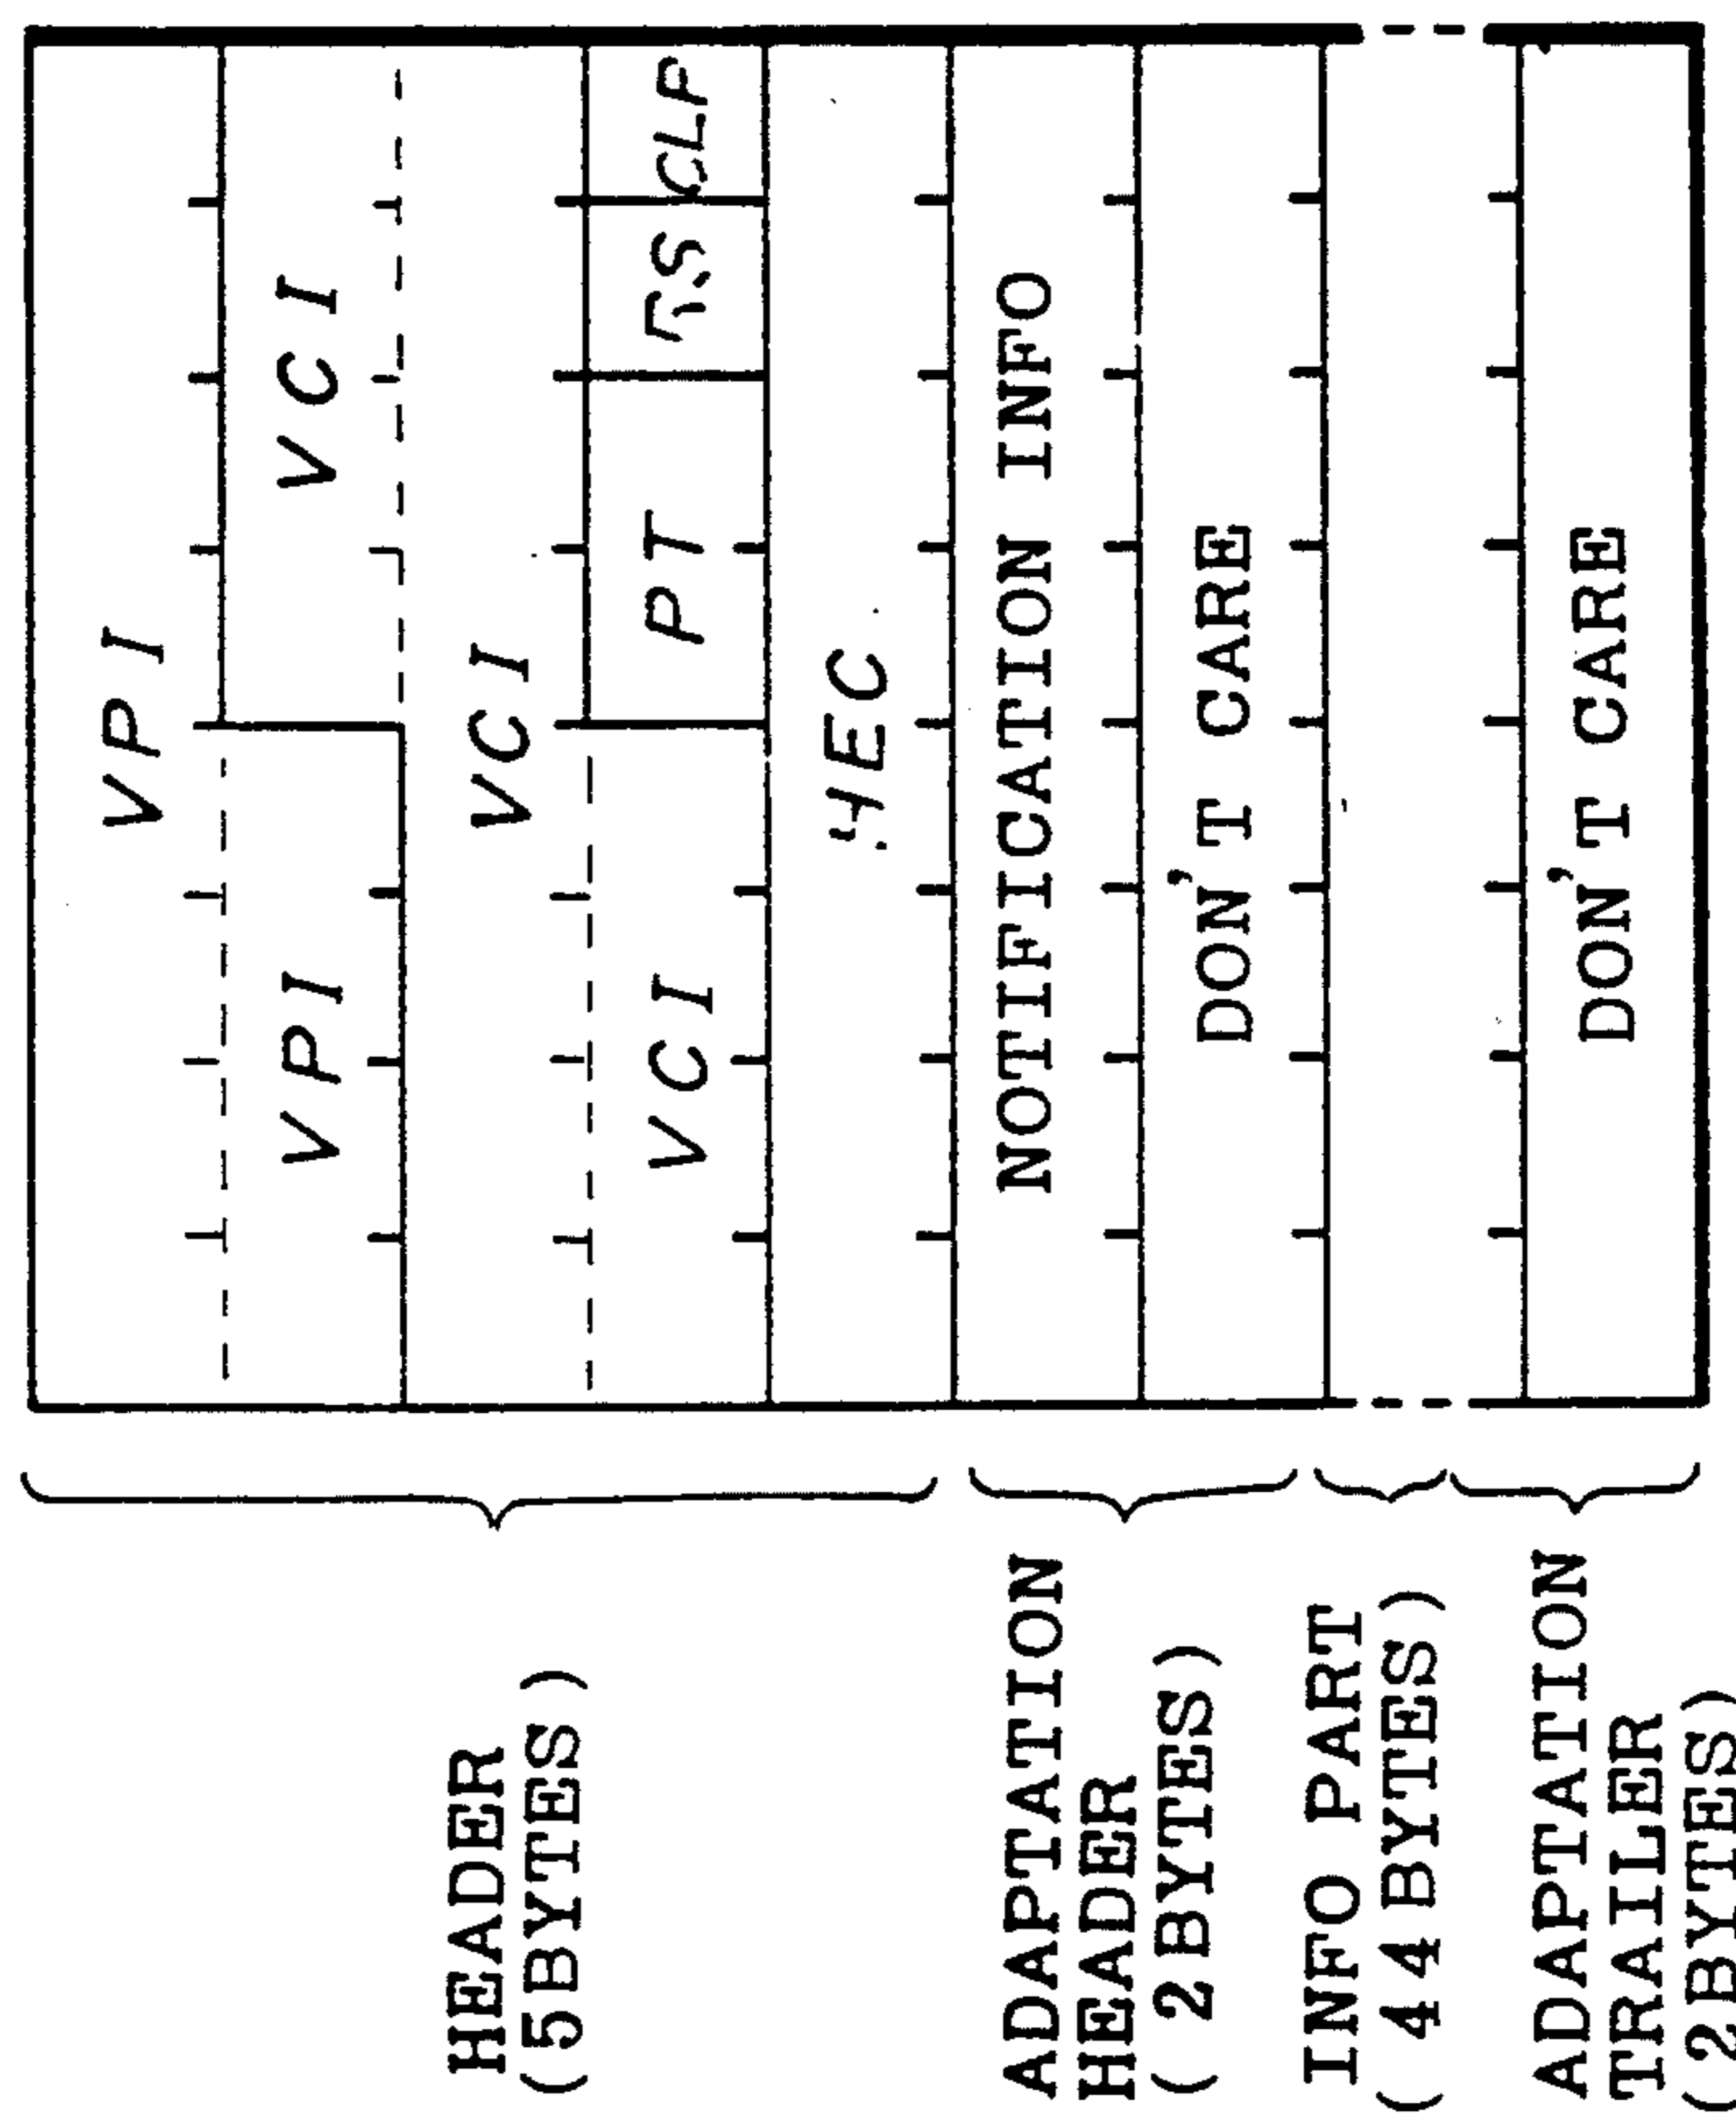 VPI
VPI VCI
HEADER
(5BYTES)
VCI
VCI PT CLP
HEC
ADAPTATION
HEADER
(2BYTES)
NOTIFICATION INFO
DON'T CARE
INFO PART
(44BYTES)
ADAPTATION
TRAILER
(2BYTES)
DON'T CARE